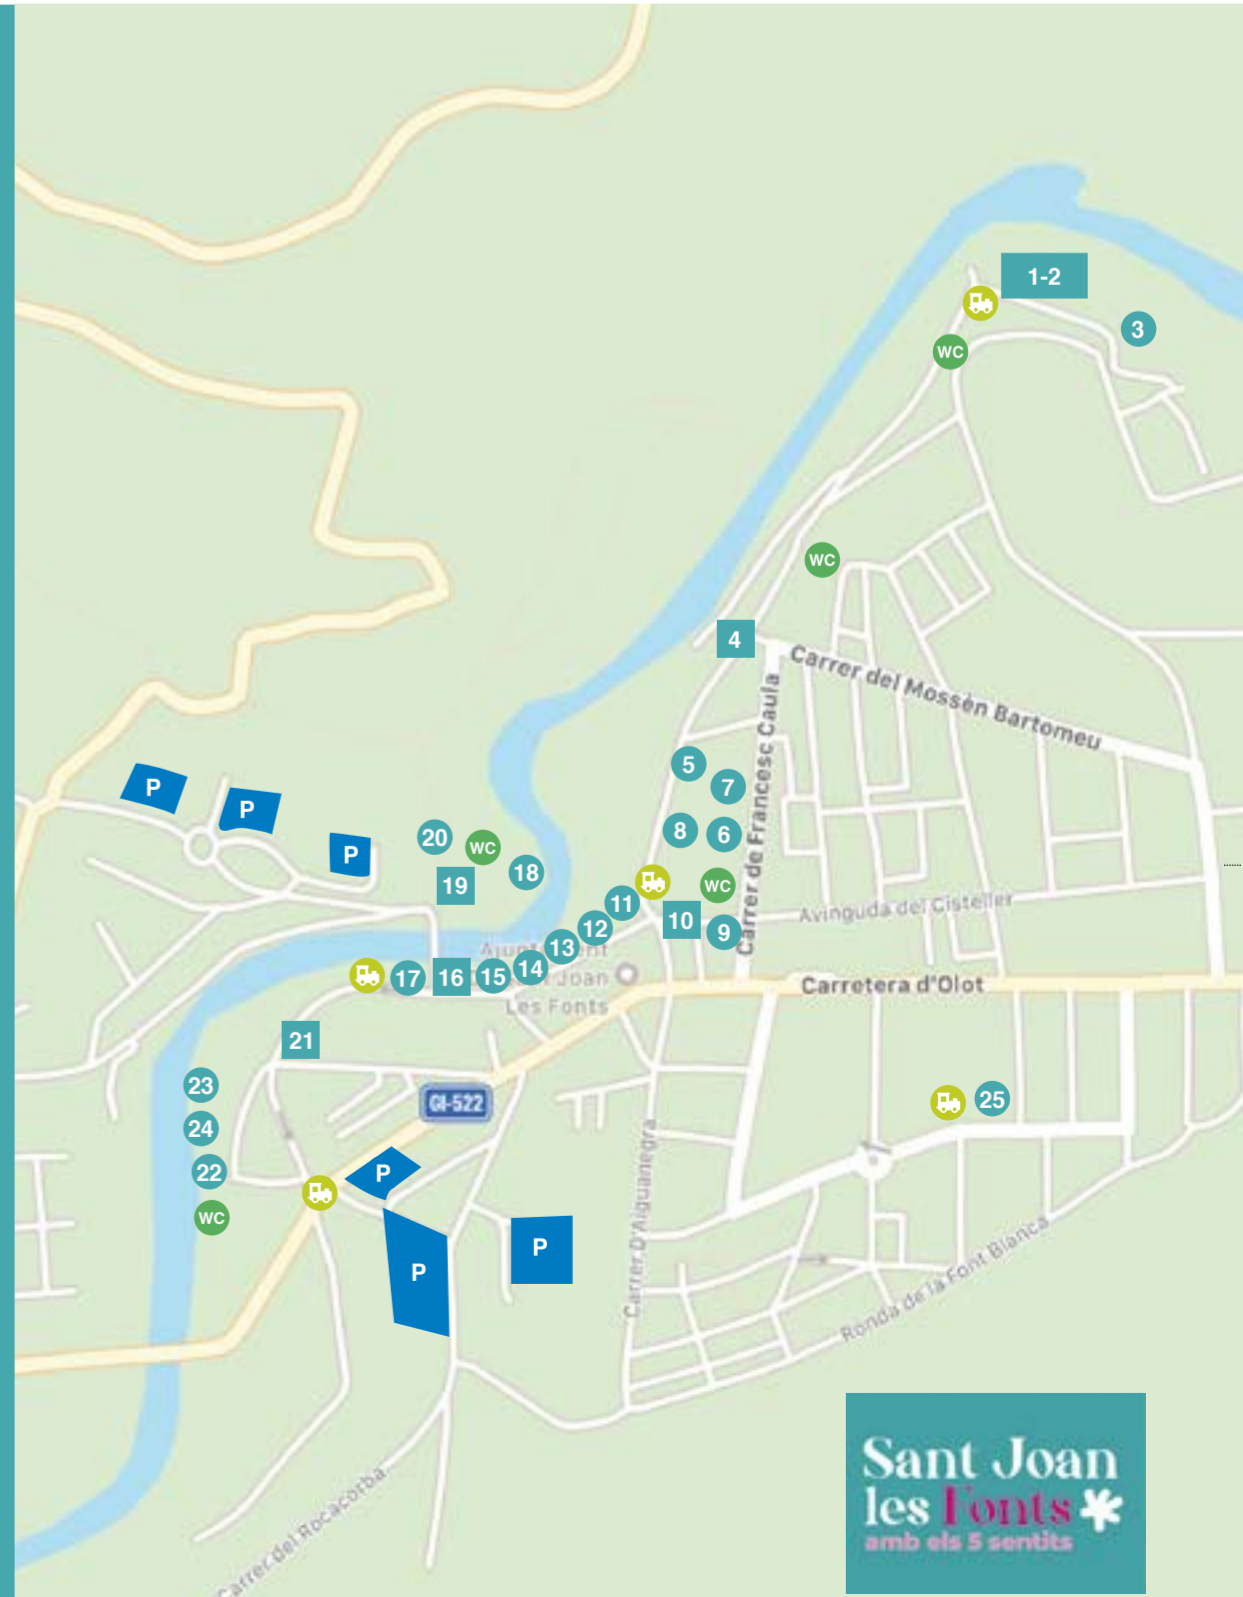 1-2
3
WC
WC
4
Carrer del Mossèn Bartomeu
Carrer de Francesc Caula
5
7
P
P
8
6
20
WC
P
18
19
WC
11
10
Avinguda del Cisteller
12
9
13
Ajuntament
14
17
16
15
Joan
Carretera d'Olot
Les Fonts
21
23
GI-522
25
24
22
P
WC
Carrer D'Aiguanegra
P
P
Ronda de la Font Blanca
Carrer del Rocacorba
Sant Joan
les Fonts
amb els 5 sentits